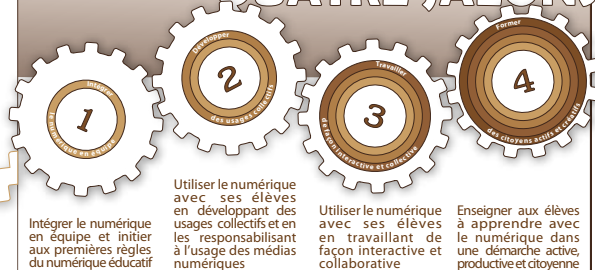 QUATRE JALONS
Intégrer
le numérique en équipe
1
Développer
des usages collectifs
2
Travailler
de façon interactive et collective
3
Former
des citoyens actifs et créatifs
4
Intégrer le numérique
en équipe et initier
aux premières règles
du numérique éducatif
Utiliser le numérique
avec ses élèves
en développant des
usages collectifs et en
les responsabilisant
à l'usage des médias
numériques
Utiliser le numérique
avec ses élèves
en travaillant de
façon interactive et
collaborative
Enseigner aux élèves
à apprendre avec
le numérique dans
une démarche active,
productive et citoyenne